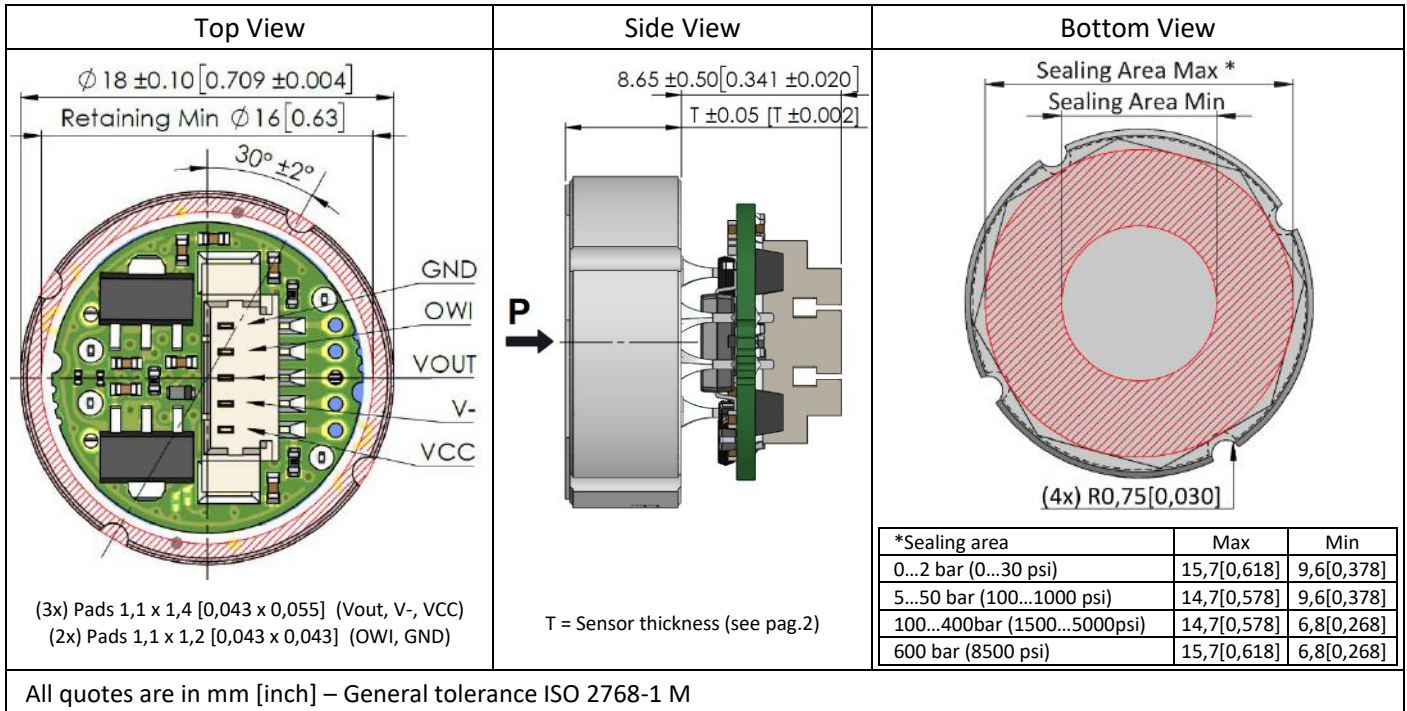 Top View
Side View
Bottom View
∅ 18 ±0.10[0.709 ±0.004]
Retaining Min ∅ 16[0.63]
30° ±2°
GND
OWI
VOUT
V-
VCC
(3x) Pads 1,1 x 1,4 [0,043 x 0,055] (Vout, V-, VCC)
(2x) Pads 1,1 x 1,2 [0,043 x 0,043] (OWI, GND)
8.65 ±0.50[0.341 ±0.020]
T ±0.05 [T ±0.002]
P
T = Sensor thickness (see pag.2)
Sealing Area Max *
Sealing Area Min
(4x) R0,75[0,030]
*Sealing area Max Min
0...2 bar (0...30 psi) 15,7[0,618] 9,6[0,378]
5...50 bar (100...1000 psi) 14,7[0,578] 9,6[0,378]
100...400bar (1500...5000psi) 14,7[0,578] 6,8[0,268]
600 bar (8500 psi) 15,7[0,618] 6,8[0,268]
All quotes are in mm [inch] – General tolerance ISO 2768-1 M